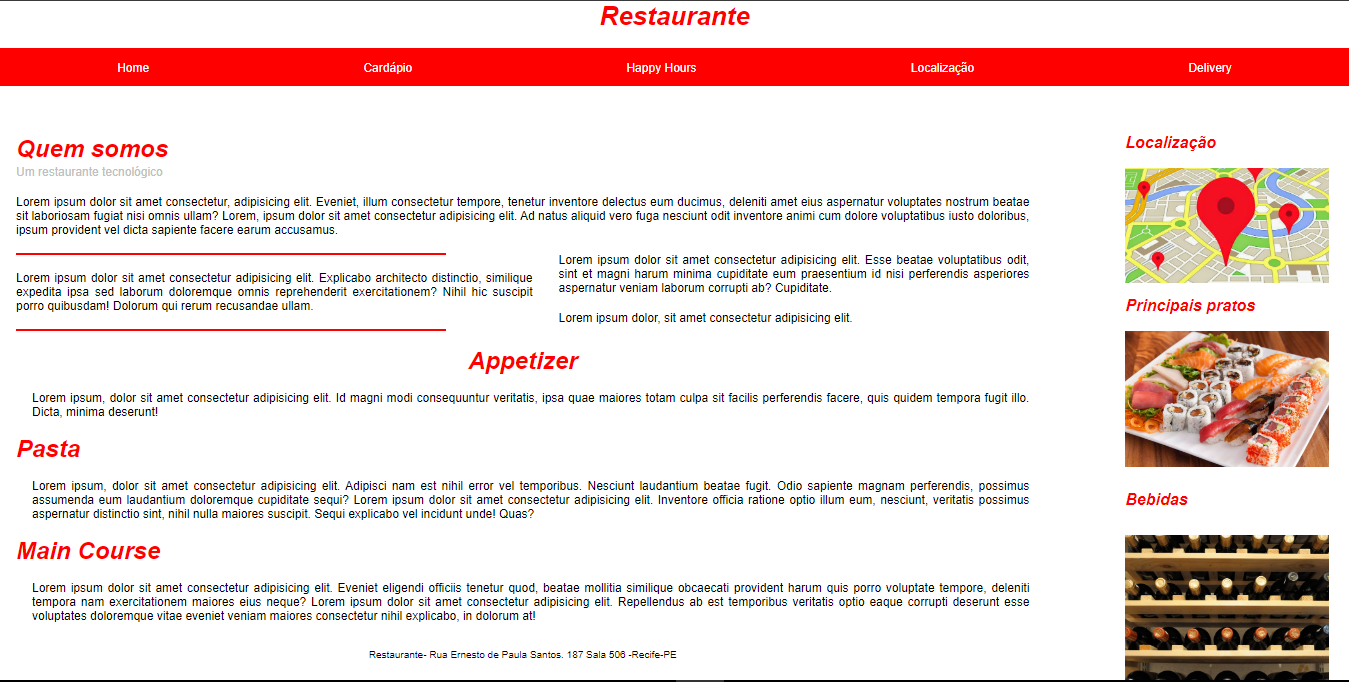 Restaurante
Home
Cardápio
Happy Hours
Localização
Delivery
Quem somos
Um restaurante tecnológico
Lorem ipsum dolor sit amet consectetur, adipisicing elit. Eveniet, illum consectetur tempore, tenetur inventore delectus eum ducimus, deleniti amet eius aspernatur voluptates nostrum beatae
sit laboriosam fugiat nisi omnis ullam? Lorem, ipsum dolor sit amet consectetur adipisicing elit. Ad natus aliquid vero fuga nesciunt odit inventore animi cum dolore voluptatibus iusto doloribus,
ipsum provident vel dicta sapiente facere earum accusamus.
Lorem ipsum dolor sit amet consectetur adipisicing elit. Explicabo architecto distinctio, similique
expedita ipsa sed laborum doloremque omnis reprehenderit exercitationem? Nihil hic suscipit
porro quibusdam! Dolorum qui rerum recusandae ullam.
Lorem ipsum dolor sit amet consectetur adipisicing elit. Esse beatae voluptatibus odit,
sint et magni harum minima cupiditate eum praesentium id nisi perferendis asperiores
aspernatur veniam laborum corrupti ab? Cupiditate.
Lorem ipsum dolor, sit amet consectetur adipisicing elit.
Appetizer
Lorem ipsum, dolor sit amet consectetur adipisicing elit. Id magni modi consequuntur veritatis, ipsa quae maiores totam culpa sit facilis perferendis facere, quis quidem tempora fugit illo.
Dicta, minima deserunt!
Pasta
Lorem ipsum, dolor sit amet consectetur adipisicing elit. Adipisci nam est nihil error vel temporibus. Nesciunt laudantium beatae fugit. Odio sapiente magnam perferendis, possimus
assumenda eum laudantium doloremque cupiditate sequi? Lorem ipsum dolor sit amet consectetur adipisicing elit. Inventore officia ratione optio illum eum, nesciunt, veritatis possimus
aspernatur distinctio sint, nihil nulla maiores suscipit. Sequi explicabo vel incidunt unde! Quas?
Main Course
Lorem ipsum dolor sit amet consectetur adipisicing elit. Eveniet eligendi officiis tenetur quod, beatae mollitia similique obcaecati provident harum quis porro voluptate tempore, deleniti
tempora nam exercitationem maiores eius neque? Lorem ipsum dolor sit amet consectetur adipisicing elit. Repellendus ab est temporibus veritatis optio eaque corrupti deserunt esse
voluptates doloremque vitae eveniet veniam maiores consectetur nihil explicabo, in dolorum at!
Restaurante- Rua Ernesto de Paula Santos. 187 Sala 506 -Recife-PE
Localização
Principais pratos
Bebidas